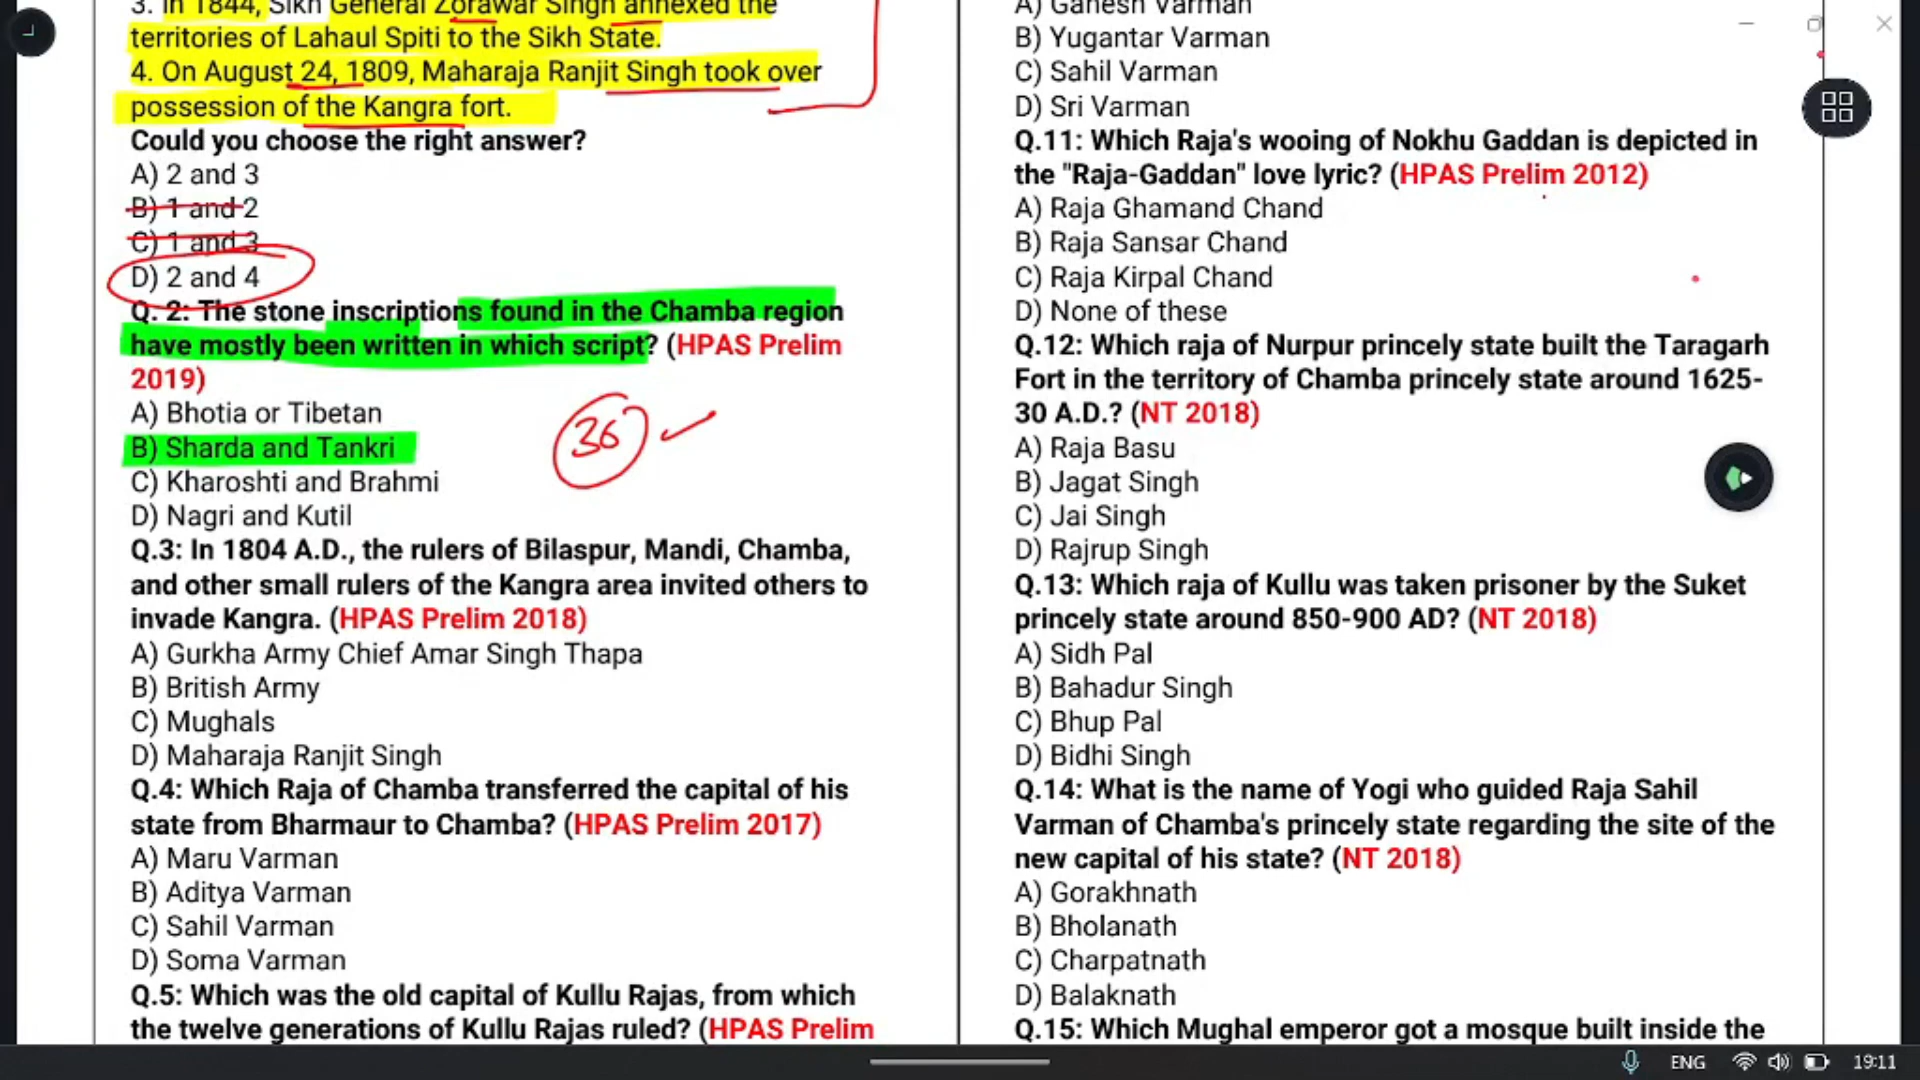 3. In 1844, Sikh General Zorawar Singh annexed the
territories of Lahaul Spiti to the Sikh State.
4. On August 24, 1809, Maharaja Ranjit Singh took over
possession of the Kangra fort.
Could you choose the right answer?
A) 2 and 3
B) 1 and 2
C) 1 and 3
D) 2 and 4
Q. 2: The stone inscriptions found in the Chamba region
have mostly been written in which script? (HPAS Prelim
2019)
A) Bhotia or Tibetan
B) Sharda and Tankri
36
C) Kharoshti and Brahmi
D) Nagri and Kutil
Q.3: In 1804 A.D., the rulers of Bilaspur, Mandi, Chamba,
and other small rulers of the Kangra area invited others to
invade Kangra. (HPAS Prelim 2018)
A) Gurkha Army Chief Amar Singh Thapa
B) British Army
C) Mughals
D) Maharaja Ranjit Singh
Q.4: Which Raja of Chamba transferred the capital of his
state from Bharmaur to Chamba? (HPAS Prelim 2017)
A) Maru Varman
B) Aditya Varman
C) Sahil Varman
D) Soma Varman
Q.5: Which was the old capital of Kullu Rajas, from which
the twelve generations of Kullu Rajas ruled? (HPAS Prelim
A) Ganesh Varman
B) Yugantar Varman
C) Sahil Varman
D) Sri Varman
Q.11: Which Raja's wooing of Nokhu Gaddan is depicted in
the "Raja-Gaddan" love lyric? (HPAS Prelim 2012)
A) Raja Ghamand Chand
B) Raja Sansar Chand
C) Raja Kirpal Chand
D) None of these
Q.12: Which raja of Nurpur princely state built the Taragarh
Fort in the territory of Chamba princely state around 1625-
30 A.D.? (NT 2018)
A) Raja Basu
B) Jagat Singh
C) Jai Singh
D) Rajrup Singh
Q.13: Which raja of Kullu was taken prisoner by the Suket
princely state around 850-900 AD? (NT 2018)
A) Sidh Pal
B) Bahadur Singh
C) Bhup Pal
D) Bidhi Singh
Q.14: What is the name of Yogi who guided Raja Sahil
Varman of Chamba's princely state regarding the site of the
new capital of his state? (NT 2018)
A) Gorakhnath
B) Bholanath
C) Charpatnath
D) Balaknath
Q.15: Which Mughal emperor got a mosque built inside the
ENG 19:11